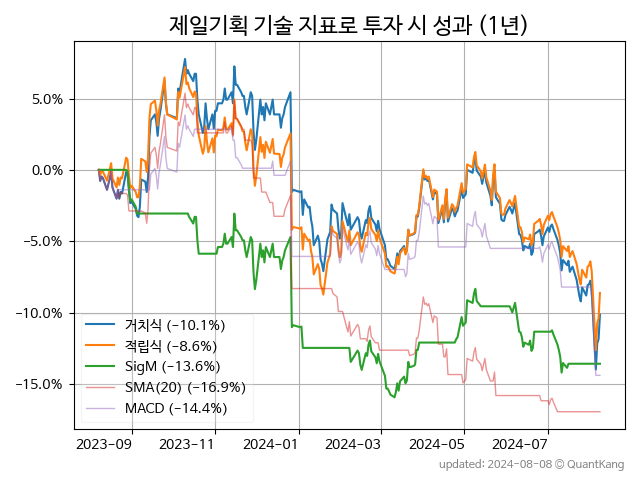 제일기획 기술 지표로 투자 시 성과 (1년)
5.0%
0.0%
−5.0%
−10.0%
−15.0%
거치식 (−10.1%)
적립식 (−8.6%)
SigM (−13.6%)
SMA(20) (−16.9%)
MACD (−14.4%)
2023−09 2023−11 2024−01 2024−03 2024−05 2024−07
updated: 2024−08−08 © QuantKang